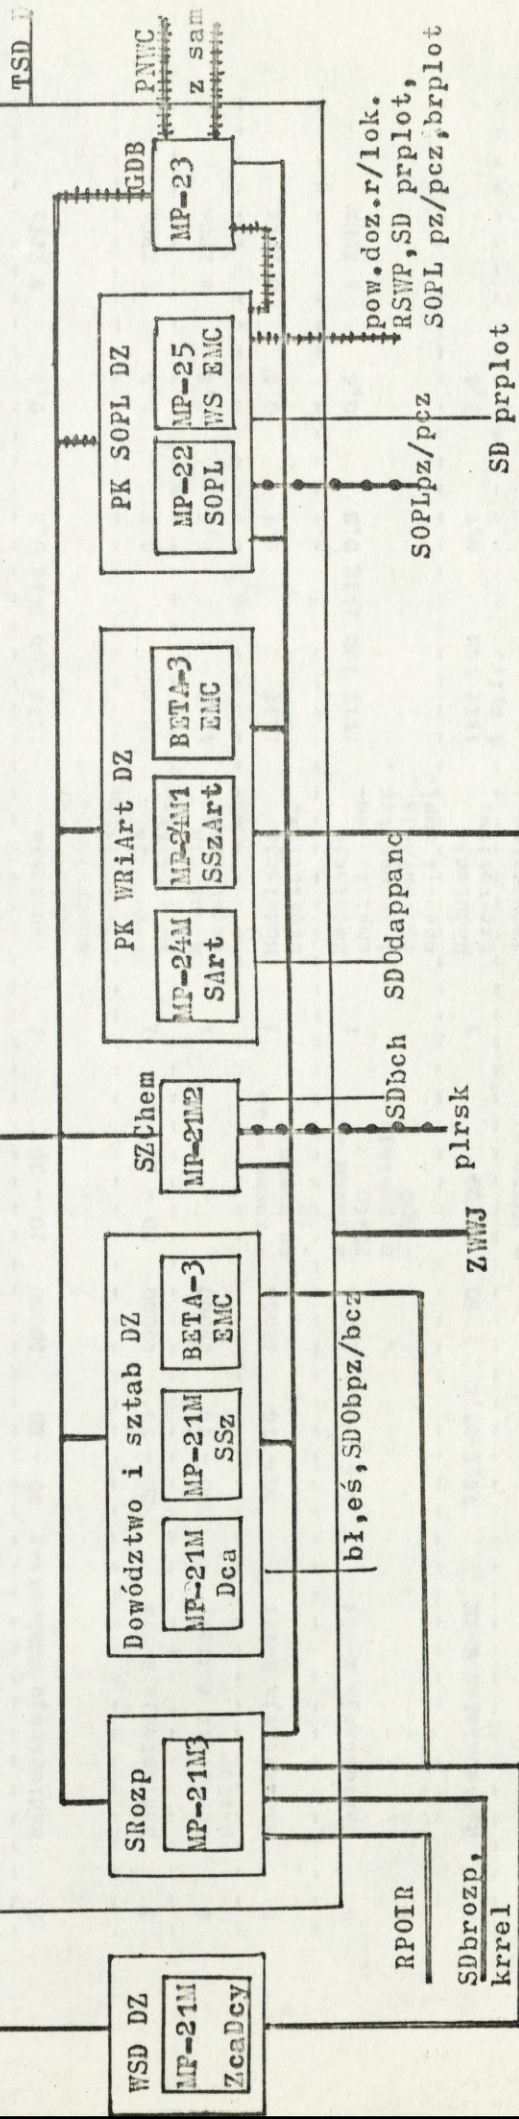 TSD D
WSD DZ
MP-21M
ZcaDcy
SRozp
MP-21M3
Dowództwo i sztab DZ
MP-21M
Dca
MP-21M
SSz
BETA-3
EMC
SZChem
MP-21M2
PK WRiArt DZ
MP-24M
SArt
MP-24M1
SSzArt
BETA-3
EMC
PK SOPL DZ
MP-22
SOPL
MP-25
WS EMC
GDB
MP-23
PNWC
z sam
RPOIR
SDbrozp,
krrel
bł,eś,SDObpz/bcz
ZWWJ
plrsk
SDbch
SDOdappanc
SOPLpz/pcz
SD prplot
pow.doz.r/lok.
RSWP,SD prplot,
SOPL pz/pcz,brplot